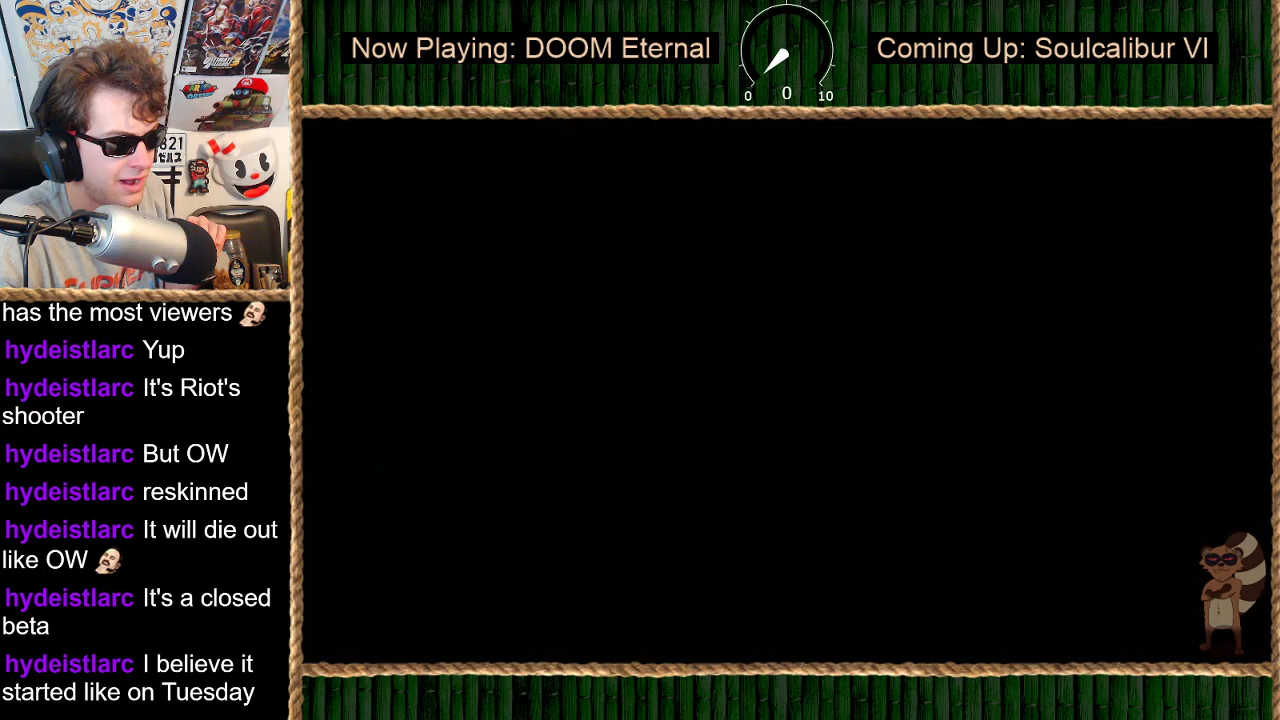 Now Playing: DOOM Eternal
0 0 10
Coming Up: Soulcalibur VI
821
has the most viewers
hydeistlarc Yup
hydeistlarc It's Riot's
shooter
hydeistlarc But OW
hydeistlarc reskinned
hydeistlarc It will die out
like OW
hydeistlarc It's a closed
beta
hydeistlarc I believe it
started like on Tuesday